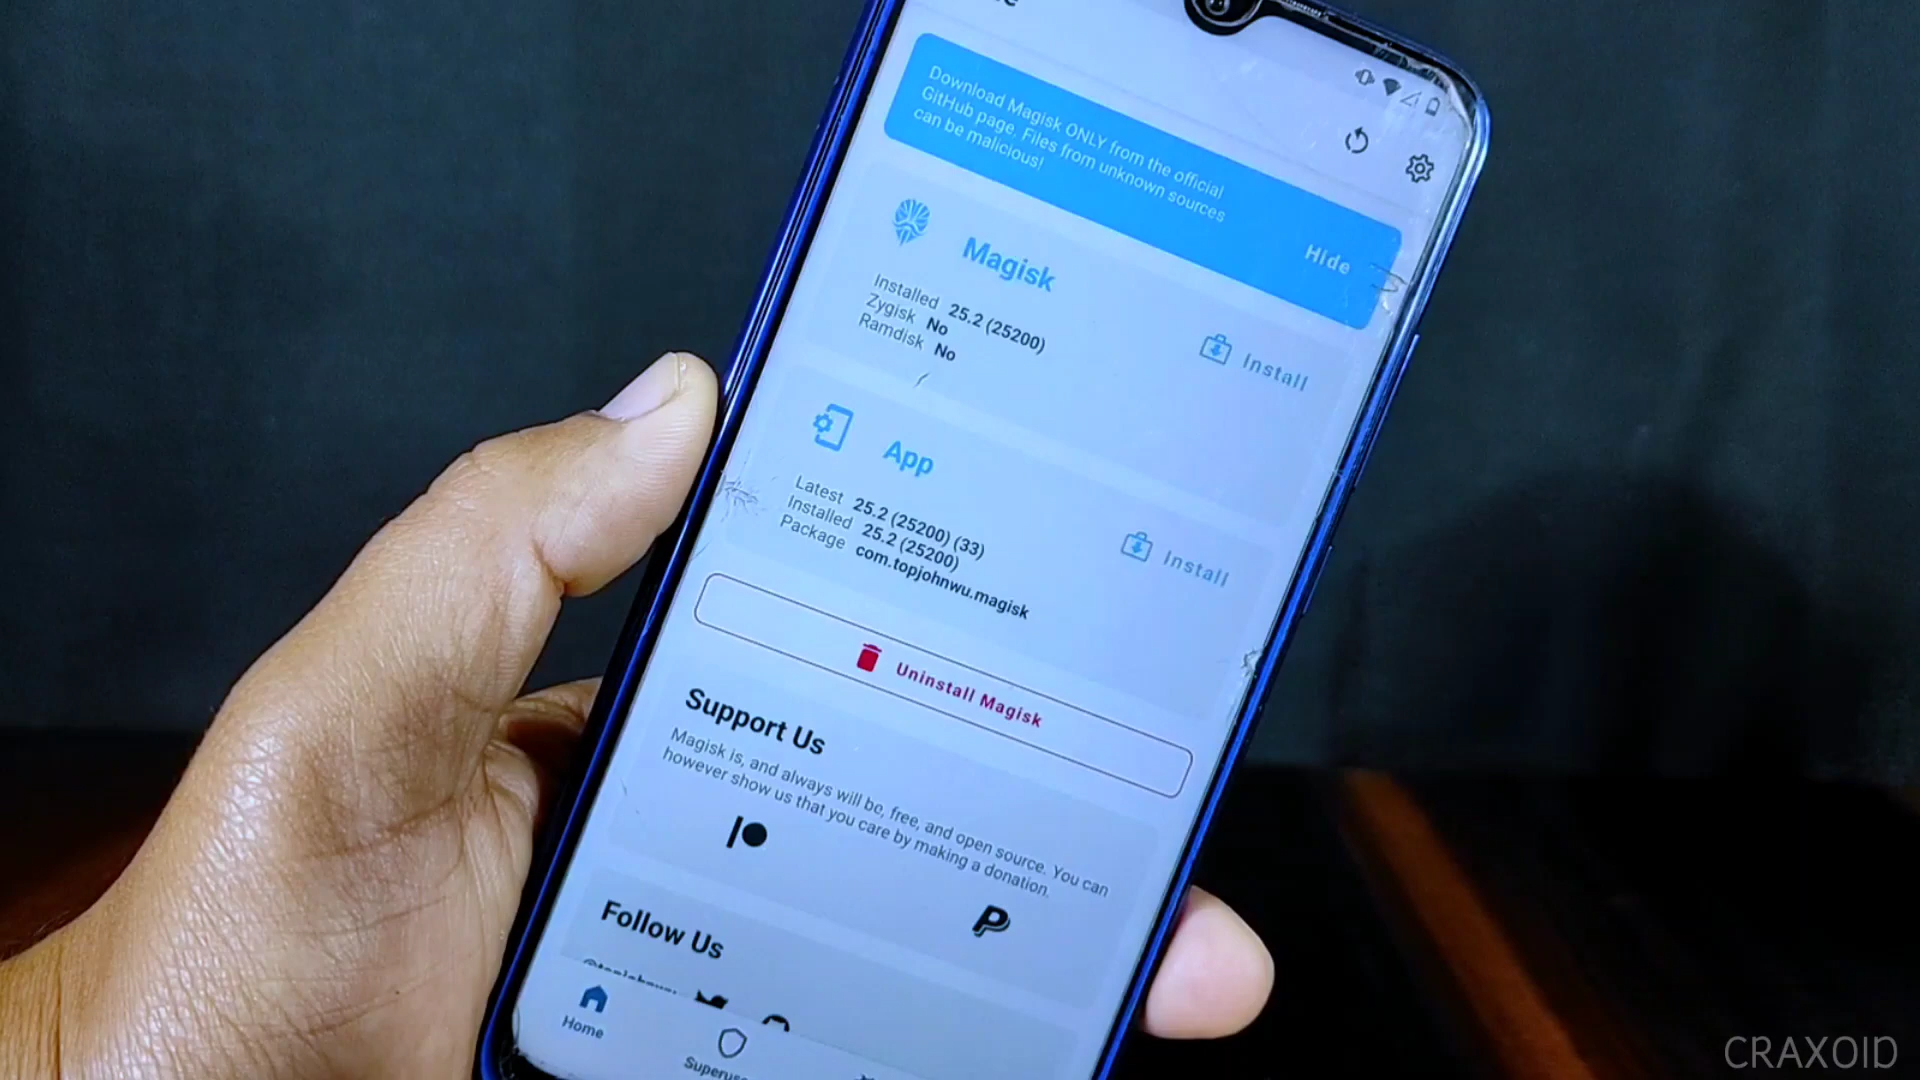 Download Magisk ONLY from the official
GitHub page. Files from unknown sources
can be malicious!
Hide
Magisk
Installed 25.2 (25200)
Zygisk No
Ramdisk No
Install
App
Latest 25.2 (25200) (33)
Installed 25.2 (25200)
Package com.topjohnwu.magisk
Install
Uninstall Magisk
Support Us
Magisk is, and always will be, free, and open source. You can
however show us that you care by making a donation.
Follow Us
Home
CRAXOID